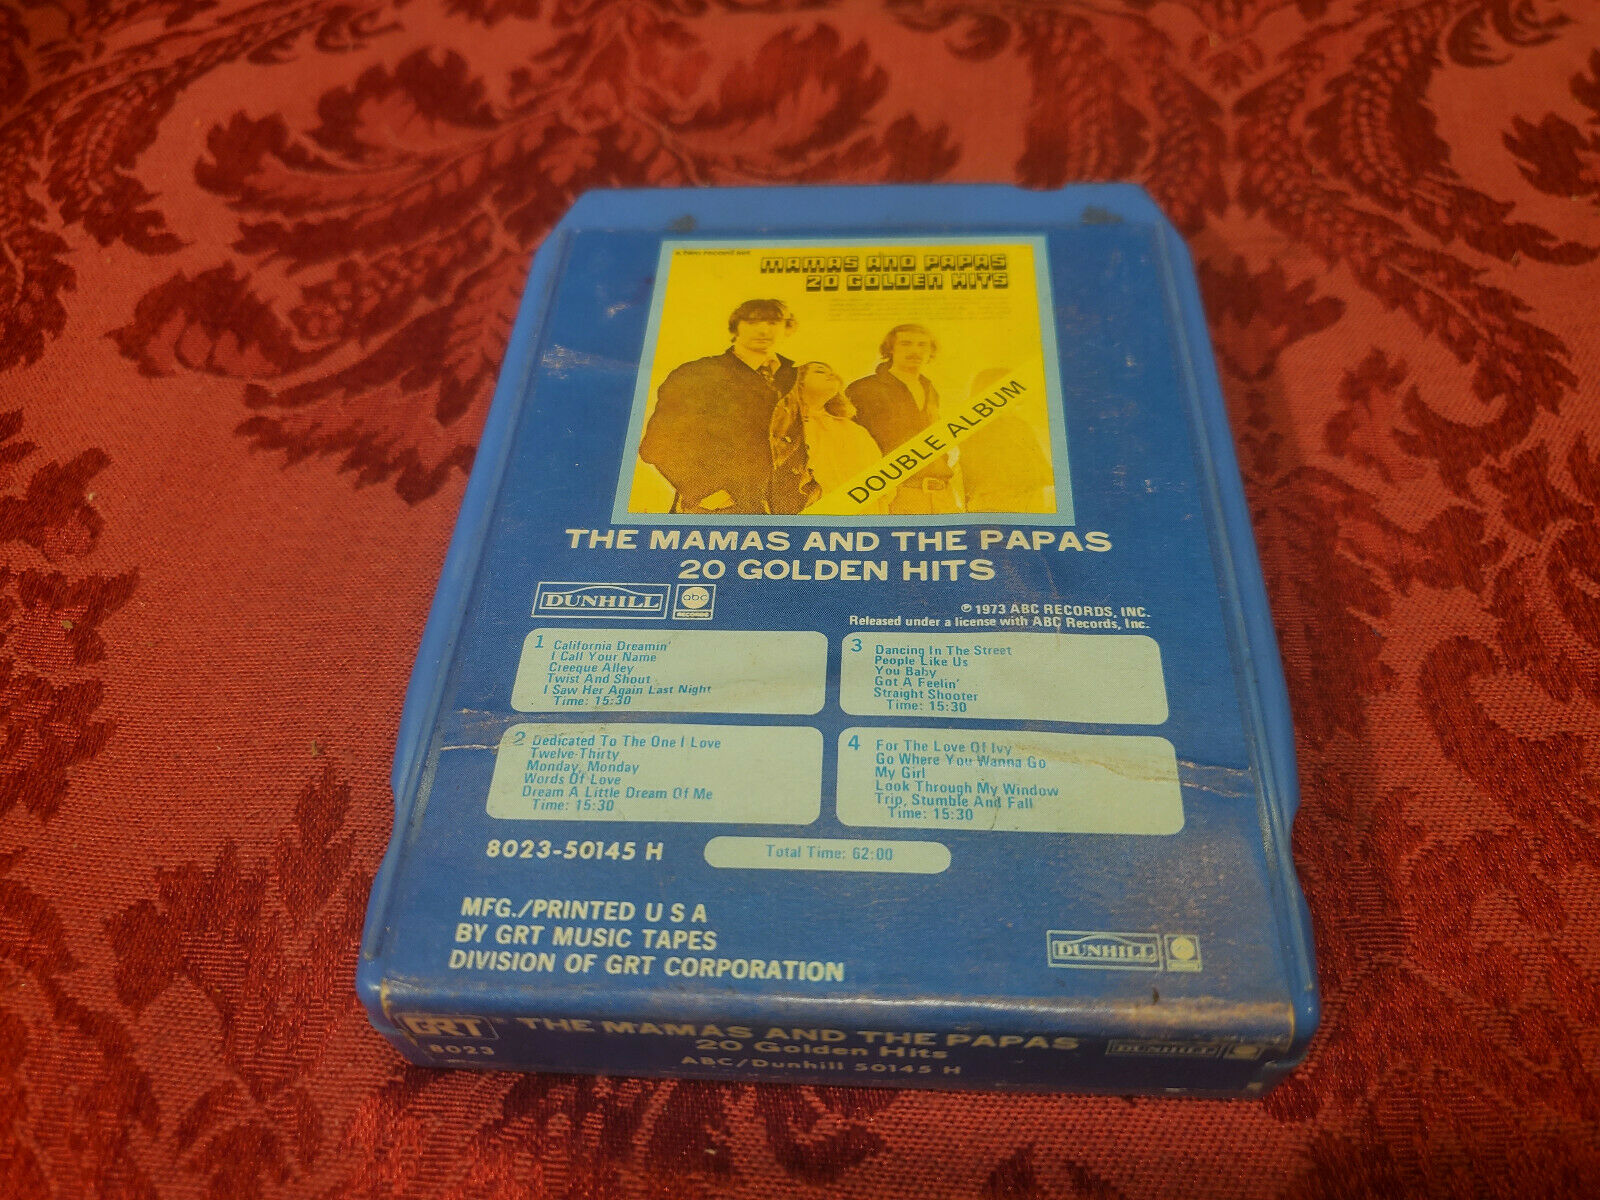 a two record set
MAMAS AND PAPAS
20 GOLDEN HITS
DOUBLE ALBUM
THE MAMAS AND THE PAPAS
20 GOLDEN HITS
DUNHILL abc RECORDS
℗ 1973 ABC RECORDS, INC.
Released under a license with ABC Records, Inc.
1 California Dreamin'
I Call Your Name
Creeque Alley
Twist And Shout
I Saw Her Again Last Night
Time: 15:30
2 Dedicated To The One I Love
Twelve-Thirty
Monday, Monday
Words Of Love
Dream A Little Dream Of Me
Time: 15:30
3 Dancing In The Street
People Like Us
You Baby
Got A Feelin'
Straight Shooter
Time: 15:30
4 For The Love Of Ivy
Go Where You Wanna Go
My Girl
Look Through My Window
Trip, Stumble And Fall
Time: 15:30
8023-50145 H
Total Time: 62:00
MFG./PRINTED U S A
BY GRT MUSIC TAPES
DIVISION OF GRT CORPORATION
DUNHILL
GRT
8023
THE MAMAS AND THE PAPAS
20 Golden Hits
ABC/Dunhill 50145 H
DUNHILL